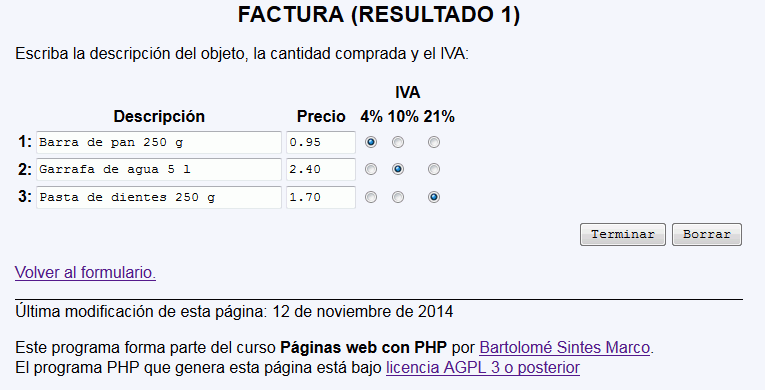 FACTURA (RESULTADO 1)
Escriba la descripción del objeto, la cantidad comprada y el IVA:
IVA
Descripción Precio 4% 10% 21%
1: Barra de pan 250 g 0.95
2: Garrafa de agua 5 l 2.40
3: Pasta de dientes 250 g 1.70
Terminar Borrar
Volver al formulario.
Última modificación de esta página: 12 de noviembre de 2014
Este programa forma parte del curso Páginas web con PHP por Bartolomé Sintes Marco.
El programa PHP que genera esta página está bajo licencia AGPL 3 o posterior